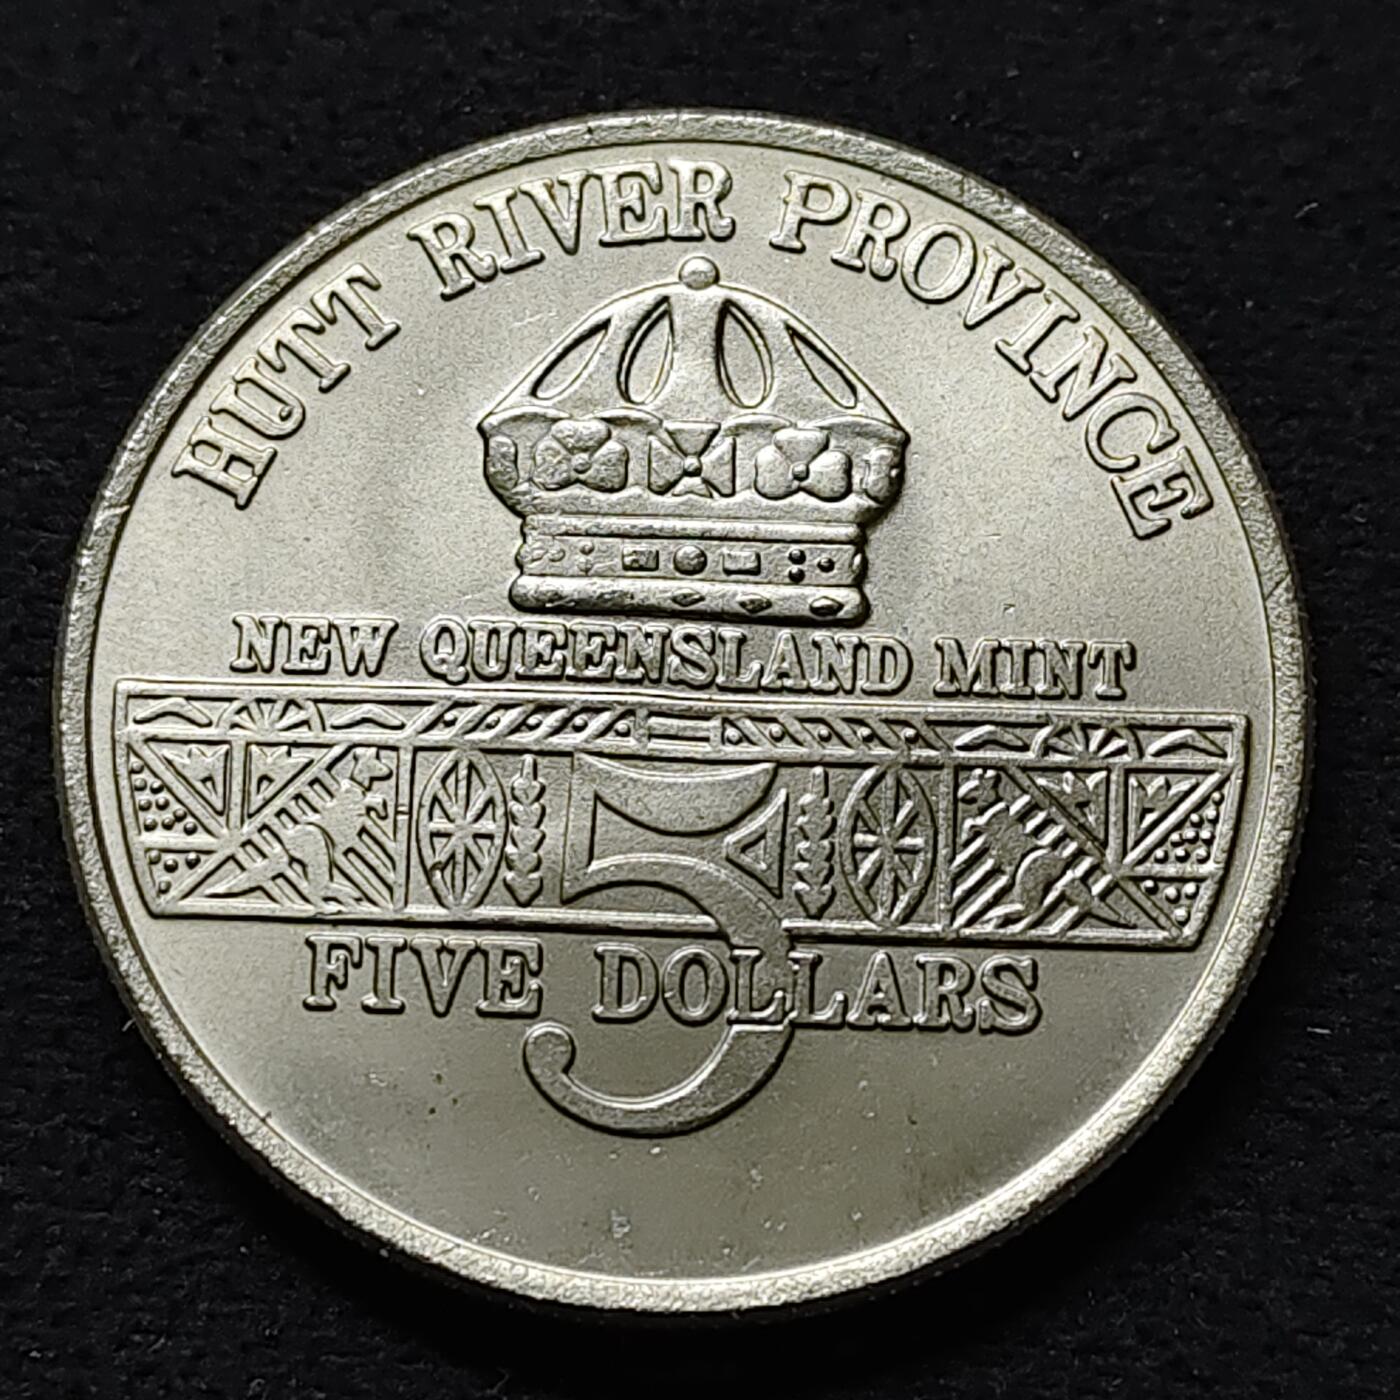 HUTT RIVER PROVINCE
NEW QUEENSLAND MINT
5
FIVE DOLLARS